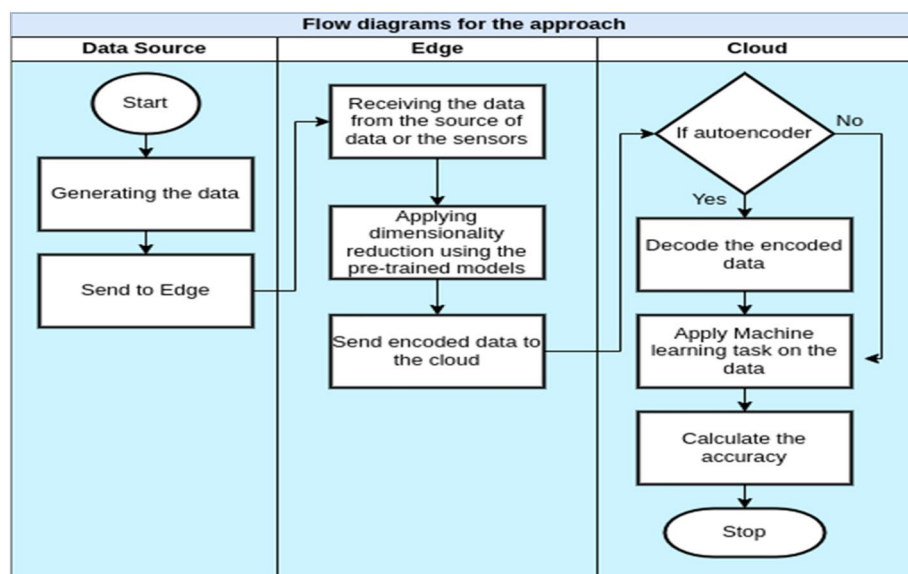 Flow diagrams for the approach
Data Source
Edge
Cloud
Start
Generating the data
Send to Edge
Receiving the data
from the source of
data or the sensors
Applying
dimensionality
reduction using the
pre-trained models
Send encoded data to
the cloud
If autoencoder
No
Yes
Decode the encoded
data
Apply Machine
learning task on the
data
Calculate the
accuracy
Stop